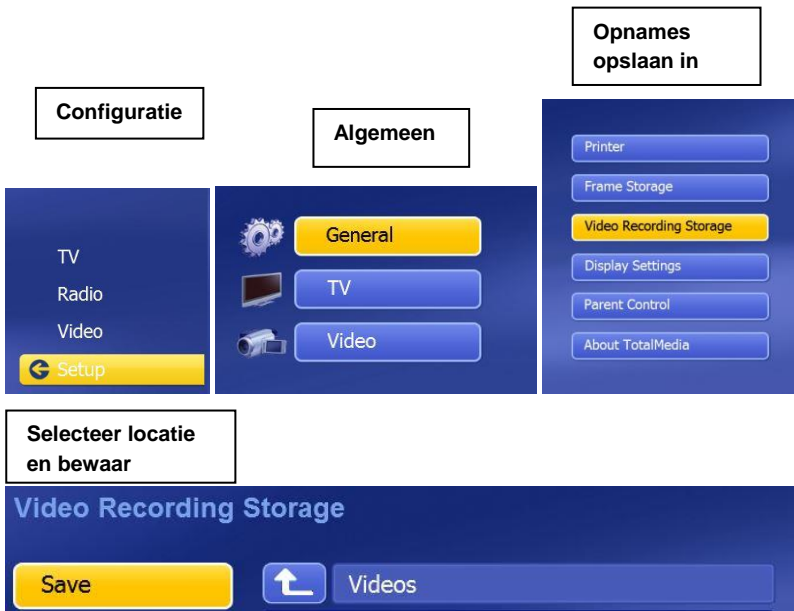 Opnames
opslaan in
Configuratie
Algemeen
TV
Radio
Video
Setup
General
TV
Video
Printer
Frame Storage
Video Recording Storage
Display Settings
Parent Control
About TotalMedia
Selecteer locatie
en bewaar
Video Recording Storage
Save
Videos